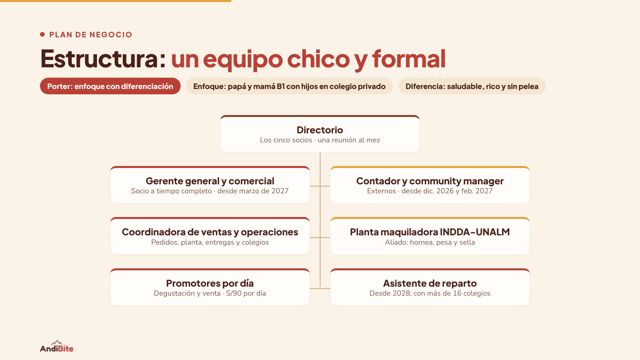 PLAN DE NEGOCIO
Estructura: un equipo chico y formal
Porter: enfoque con diferenciación
Enfoque: papá y mamá B1 con hijos en colegio privado
Diferencia: saludable, rico y sin pelea
Directorio
Los cinco socios · una reunión al mes
Gerente general y comercial
Socio a tiempo completo · desde marzo de 2027
Contador y community manager
Externos · desde dic. 2026 y feb. 2027
Coordinadora de ventas y operaciones
Pedidos, planta, entregas y colegios
Planta maquiladora INDDA-UNALM
Aliado: hornea, pesa y sella
Promotores por día
Degustación y venta · S/90 por día
Asistente de reparto
Desde 2028, con más de 16 colegios
AndiBite